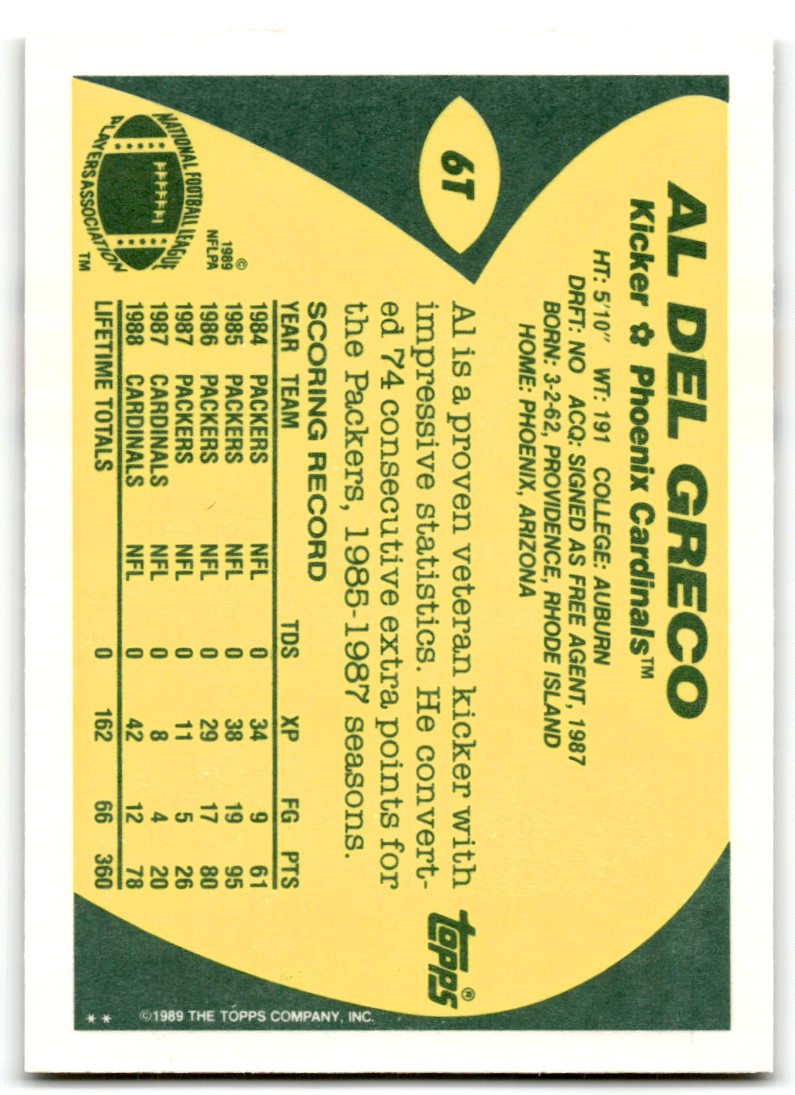 6T
AL DEL GRECO
Kicker ✿ Phoenix Cardinals™
HT: 5'10" WT: 191 COLLEGE: AUBURN
DRFT: NO ACQ: SIGNED AS FREE AGENT, 1987
BORN: 3-2-62, PROVIDENCE, RHODE ISLAND
HOME: PHOENIX, ARIZONA
Al is a proven veteran kicker with
impressive statistics. He convert-
ed 74 consecutive extra points for
the Packers, 1985-1987 seasons.
topps®
SCORING RECORD
YEAR TEAM TDS XP FG PTS
1984 PACKERS NFL 0 34 9 61
1985 PACKERS NFL 0 38 19 95
1986 PACKERS NFL 0 29 17 80
1987 PACKERS NFL 0 11 5 26
1987 CARDINALS NFL 0 8 4 20
1988 CARDINALS NFL 0 42 12 78
LIFETIME TOTALS 0 162 66 360
©
1989
NFLPA
NATIONAL FOOTBALL LEAGUE
PLAYERS ASSOCIATION
TM
©1989 THE TOPPS COMPANY, INC.
**